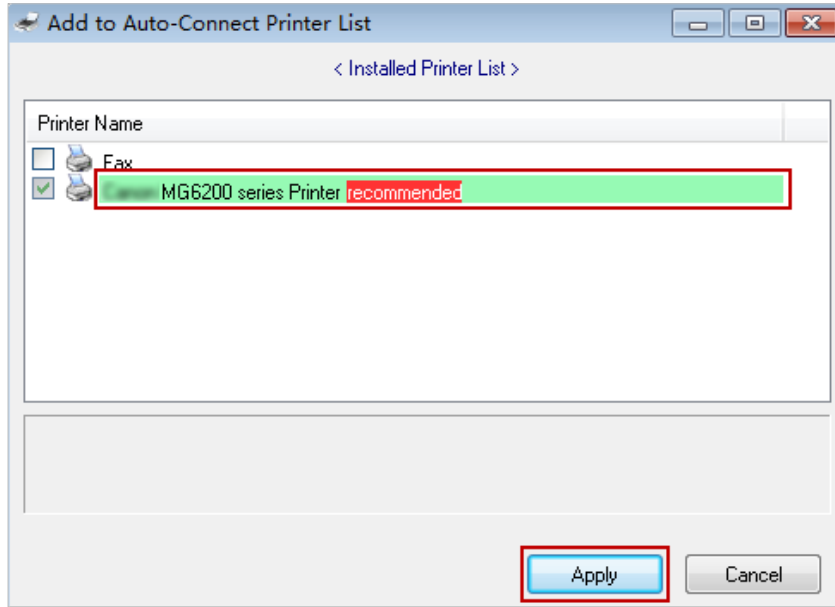 Add to Auto-Connect Printer List
< Installed Printer List >
Printer Name
Fax
MG6200 series Printer recommended
Apply
Cancel